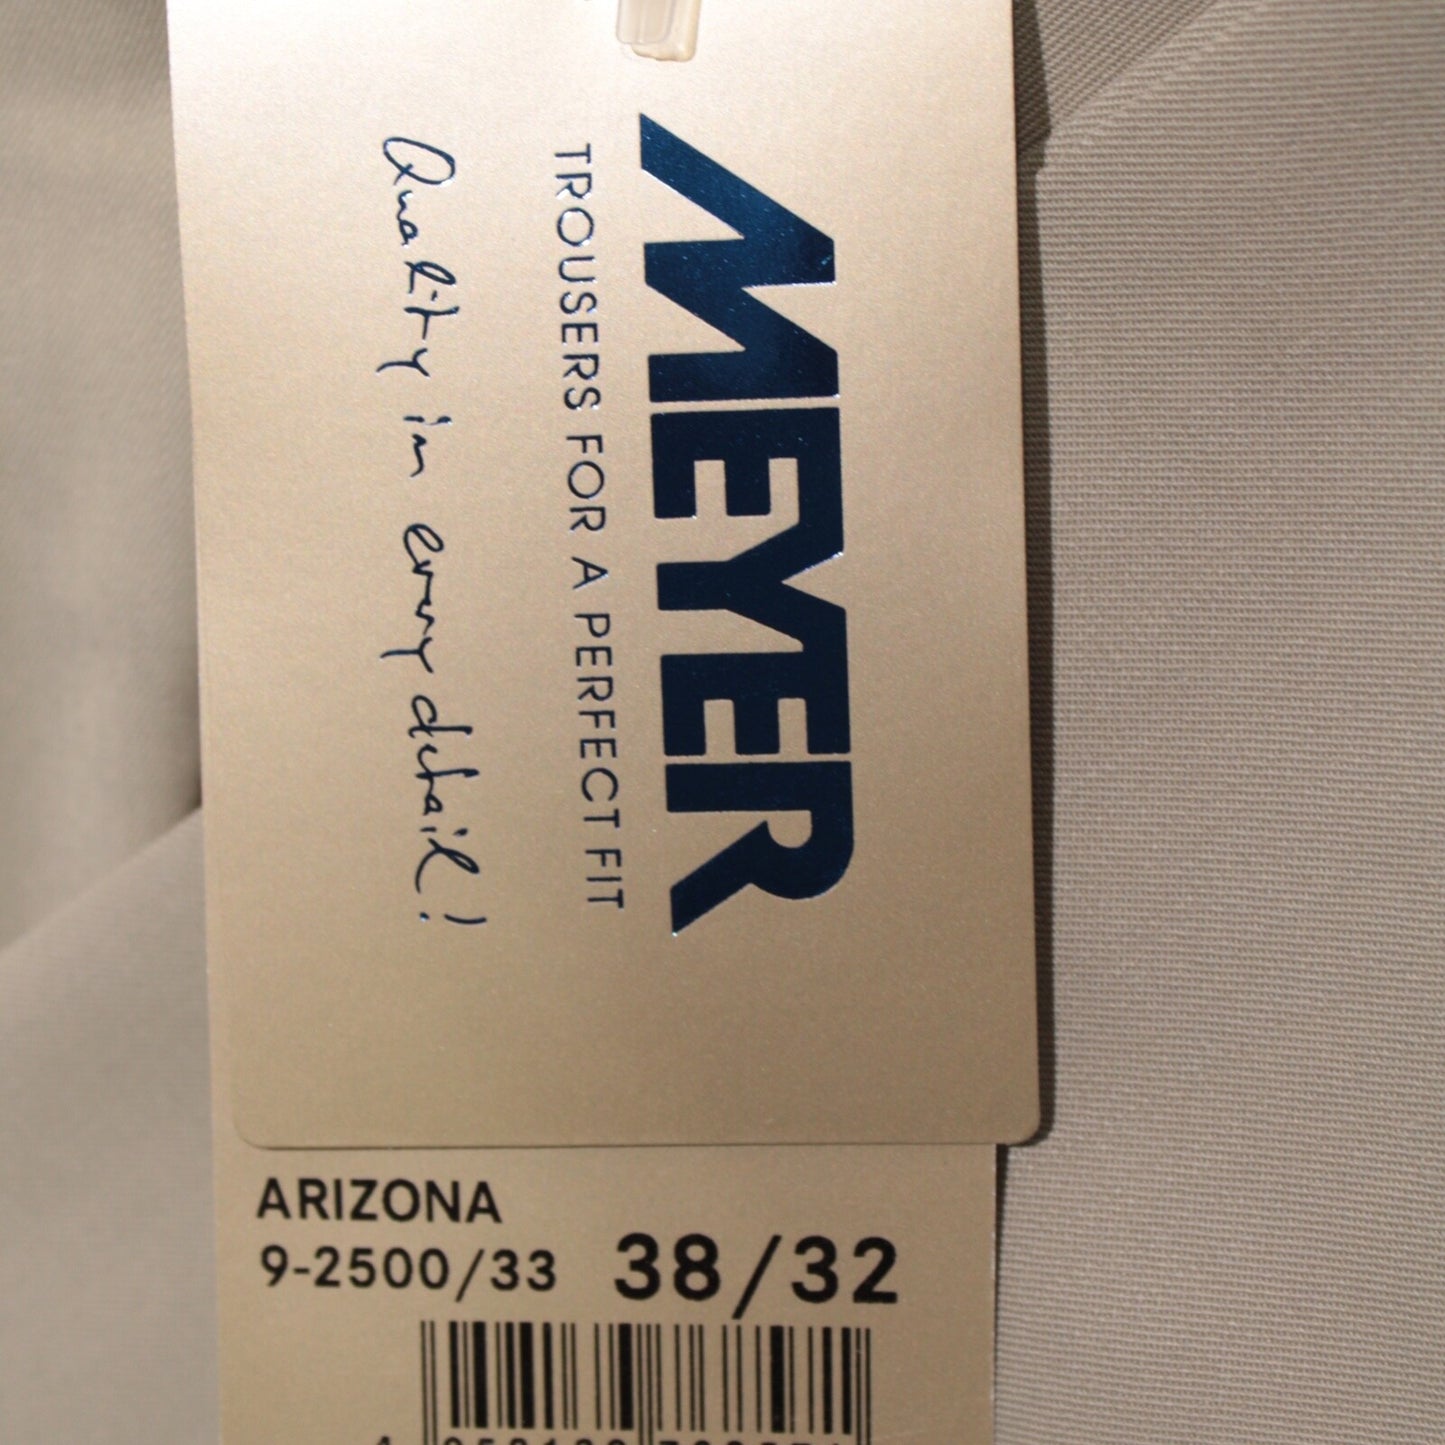 MEYER
TROUSERS FOR A PERFECT FIT
Quality in every detail!
ARIZONA
9-2500/33 38/32